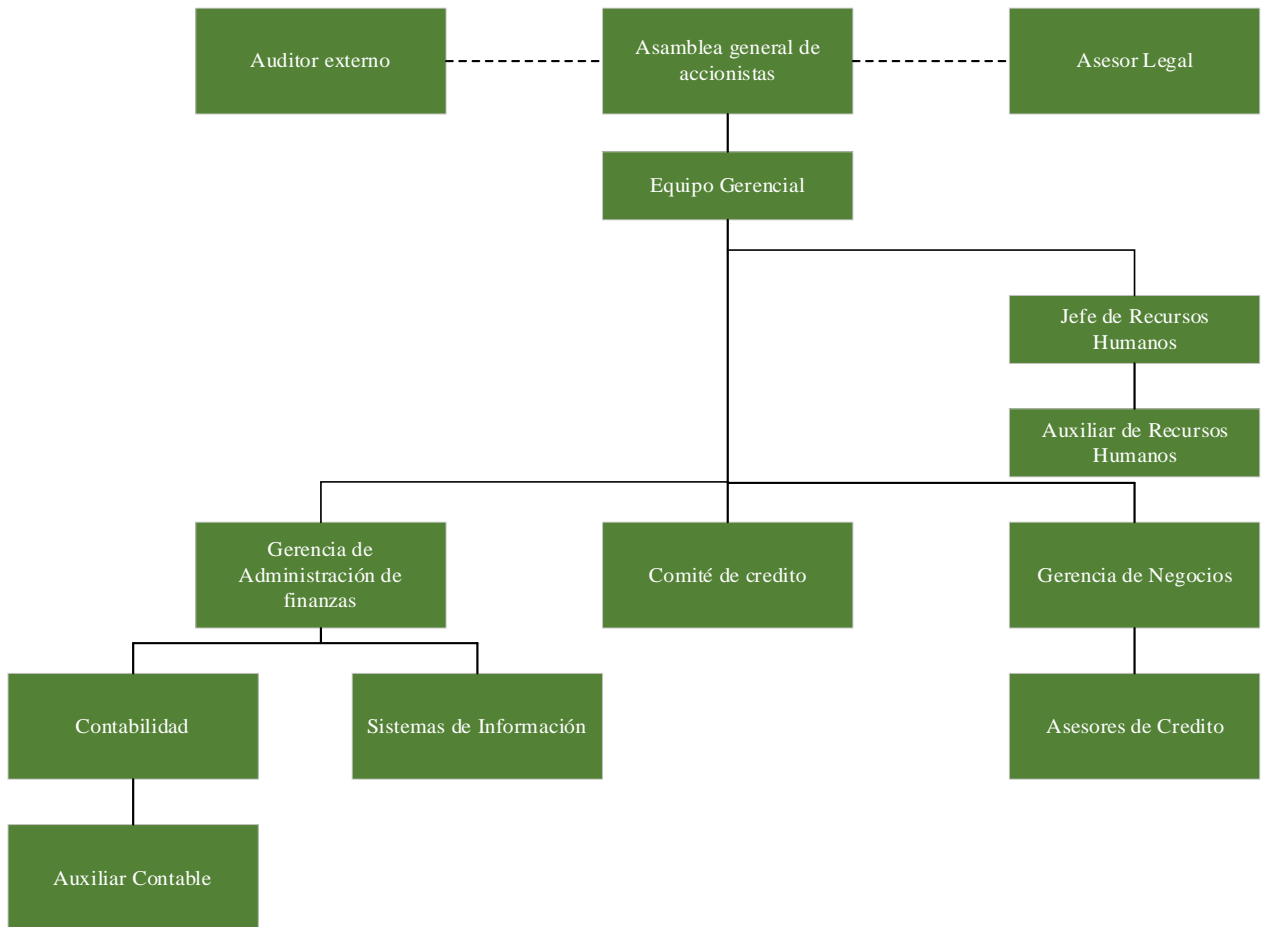 Auditor externo
Asamblea general de
accionistas
Asesor Legal
Equipo Gerencial
Jefe de Recursos
Humanos
Auxiliar de Recursos
Humanos
Gerencia de
Administración de
finanzas
Comité de credito
Gerencia de Negocios
Contabilidad
Sistemas de Información
Asesores de Credito
Auxiliar Contable